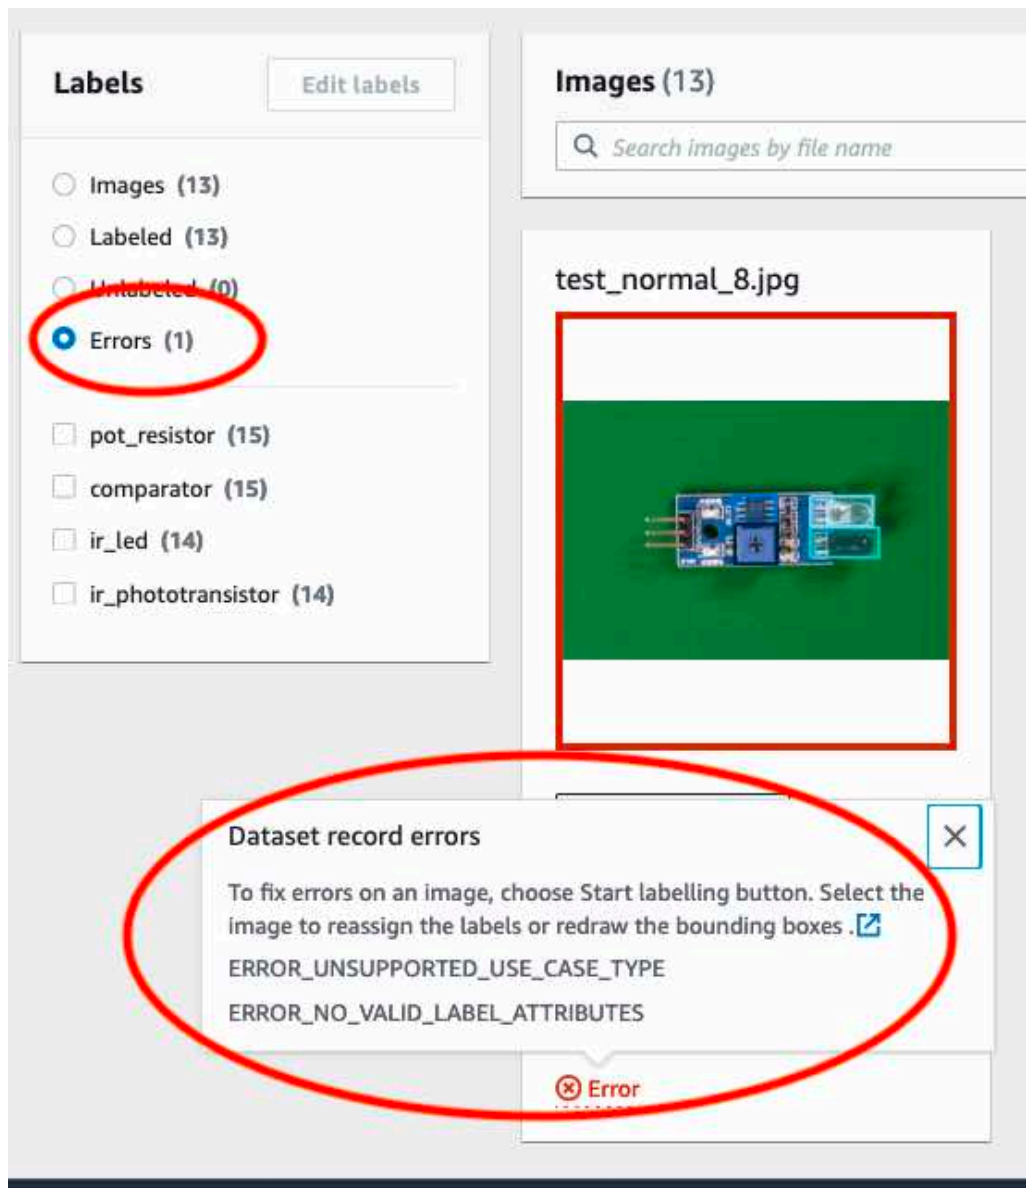 Labels
Edit labels
Images (13)
Labeled (13)
Unlabeled (0)
Errors (1)
pot_resistor (15)
comparator (15)
ir_led (14)
ir_phototransistor (14)
Images (13)
Search images by file name
test_normal_8.jpg
Dataset record errors
To fix errors on an image, choose Start labelling button. Select the
image to reassign the labels or redraw the bounding boxes .
ERROR_UNSUPPORTED_USE_CASE_TYPE
ERROR_NO_VALID_LABEL_ATTRIBUTES
Error